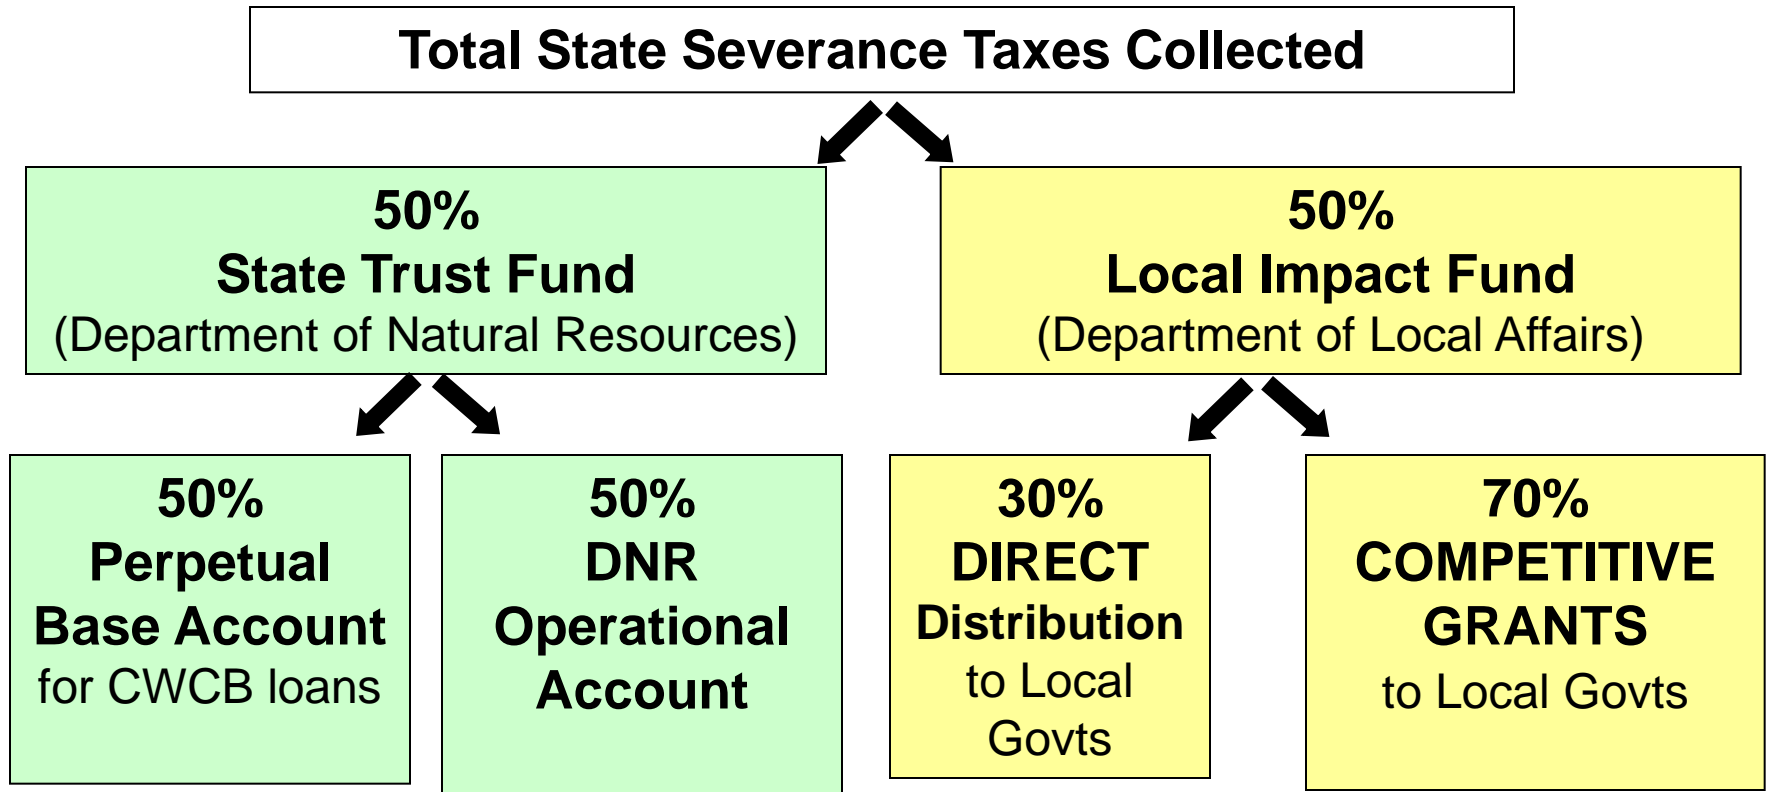 Total State Severance Taxes Collected
50%
State Trust Fund
(Department of Natural Resources)
50%
Local Impact Fund
(Department of Local Affairs)
50%
Perpetual
Base Account
for CWCB loans
50%
DNR
Operational
Account
30%
DIRECT
Distribution
to Local
Govts
70%
COMPETITIVE
GRANTS
to Local Govts